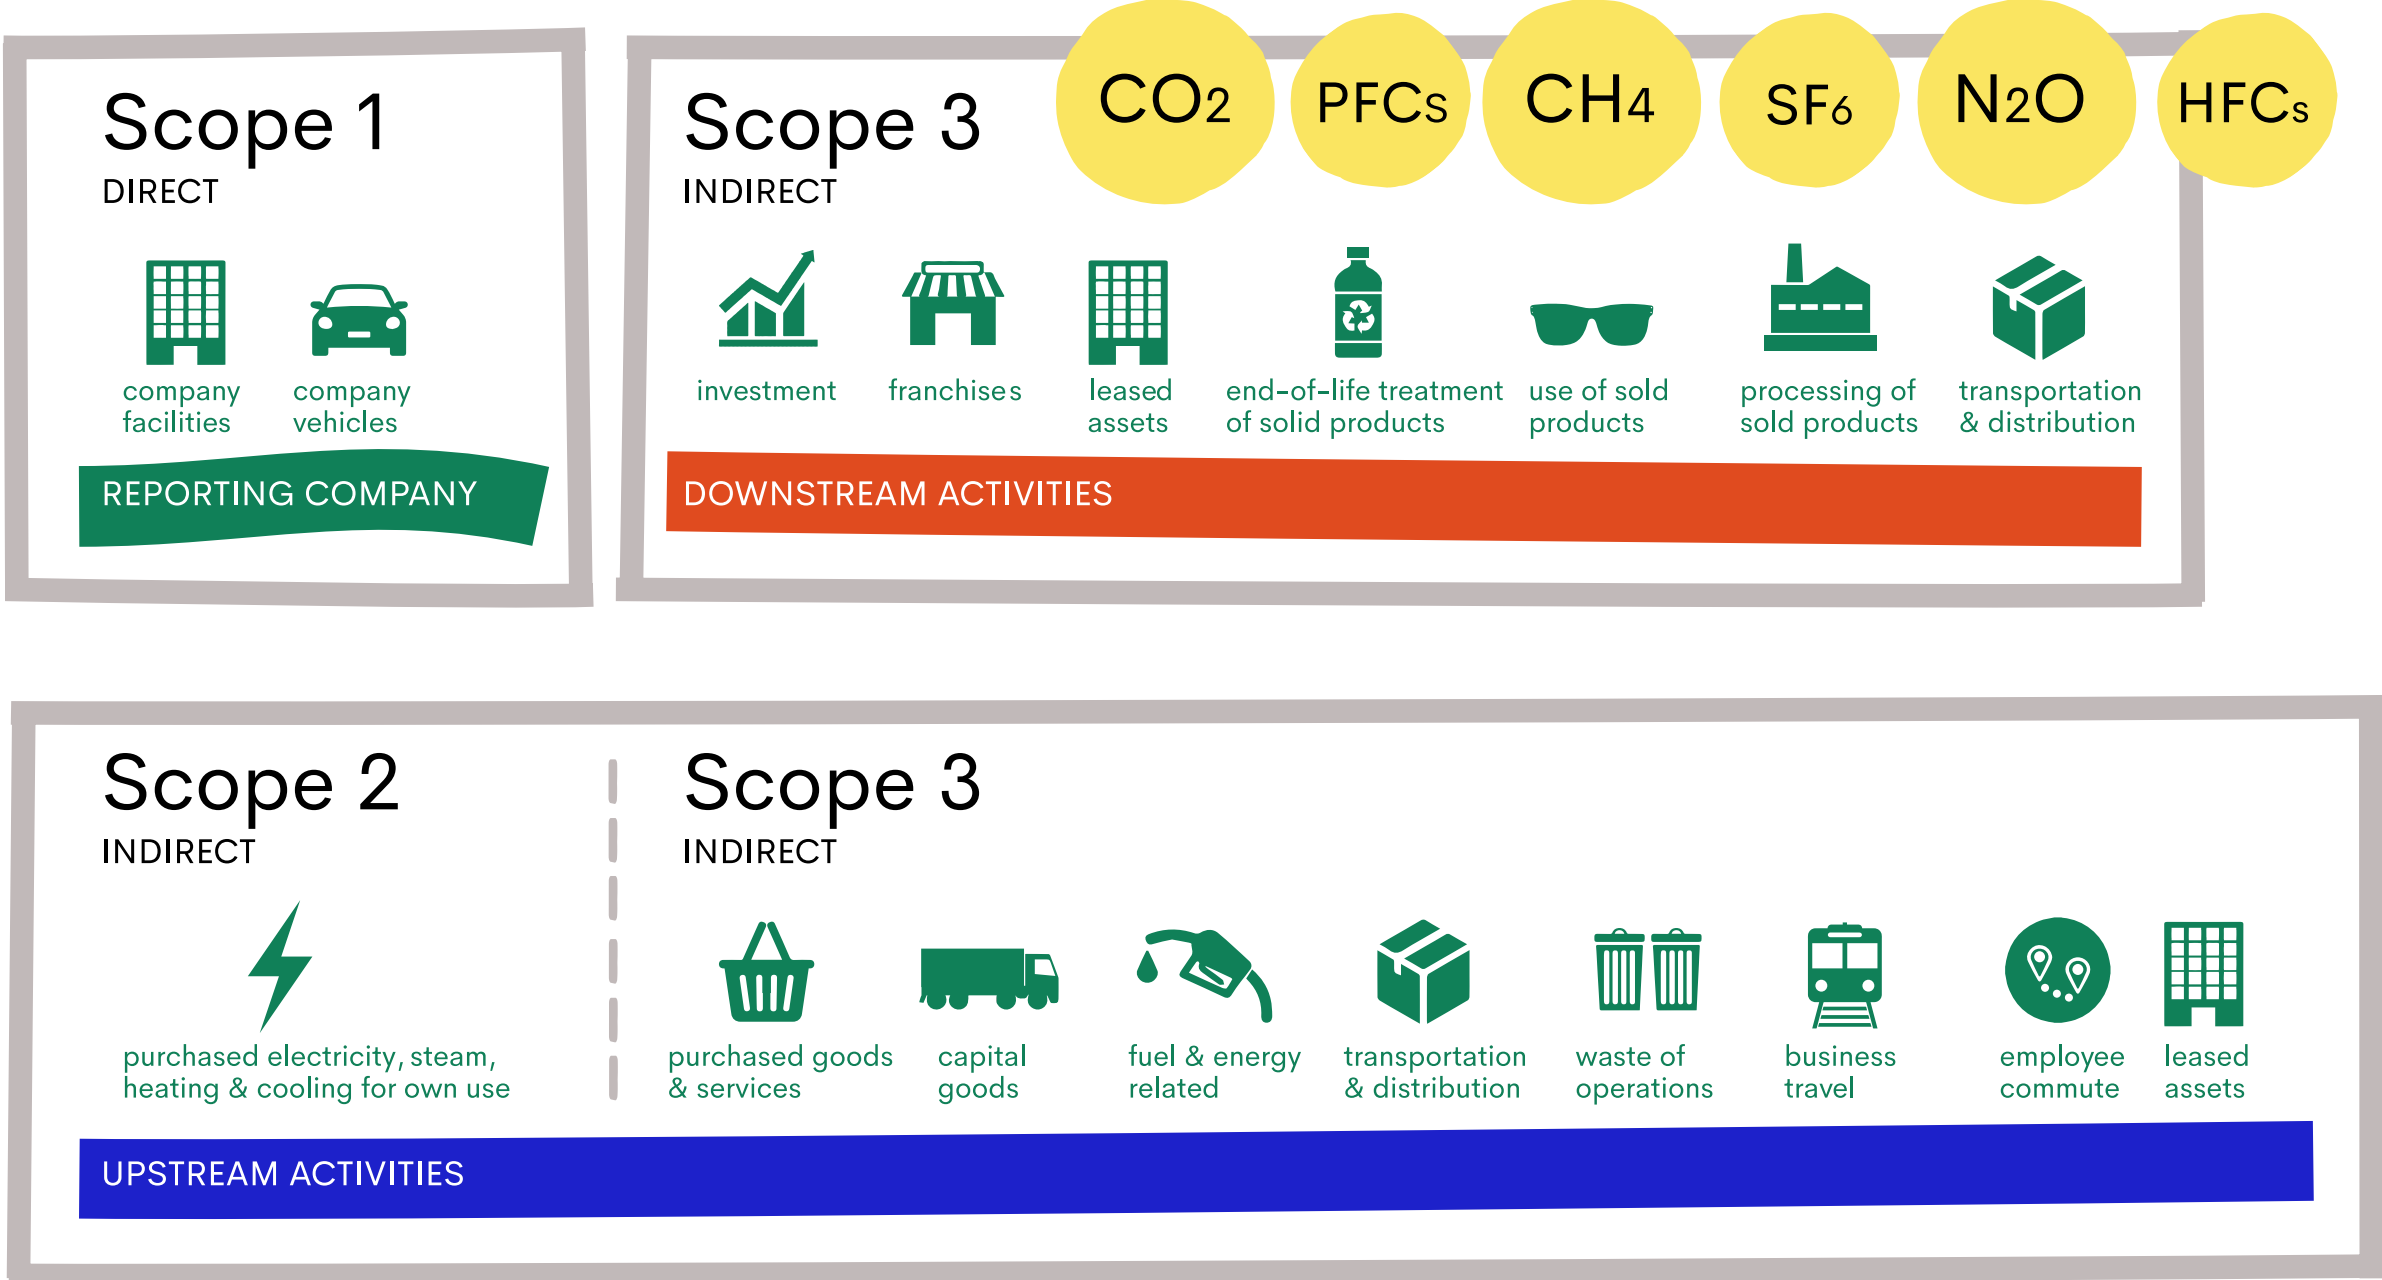 Scope 1
DIRECT
company
facilities
company
vehicles
REPORTING COMPANY
Scope 3
INDIRECT
CO2
PFCs
CH4
SF6
N2O
HFCs
investment
franchises
leased
assets
end-of-life treatment
of solid products
use of sold
products
processing of
sold products
transportation
& distribution
DOWNSTREAM ACTIVITIES
Scope 2
INDIRECT
purchased electricity, steam,
heating & cooling for own use
Scope 3
INDIRECT
purchased goods
& services
capital
goods
fuel & energy
related
transportation
& distribution
waste of
operations
business
travel
employee
commute
leased
assets
UPSTREAM ACTIVITIES